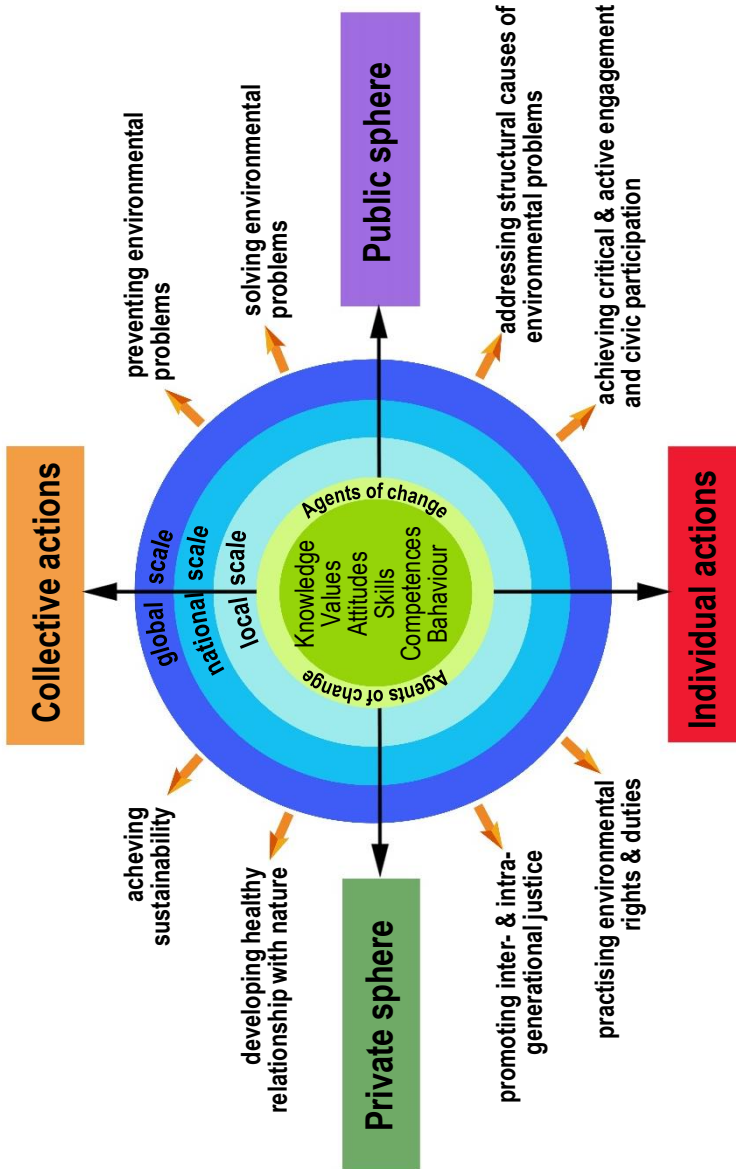 Collective actions
acheving
sustainability
preventing environmental
problems
developing healthy
relationship with nature
solving environmental
problems
global scale
national scale
local scale
Private sphere
Agents of change
Knowledge
Values
Attitudes
Skills
Competences
Bahaviour
Agents of change
Public sphere
promoting inter- & intra-
generational justice
addressing structural causes of
environmental problems
practising environmental
rights & duties
achieving critical & active engagement
and civic participation
Individual actions